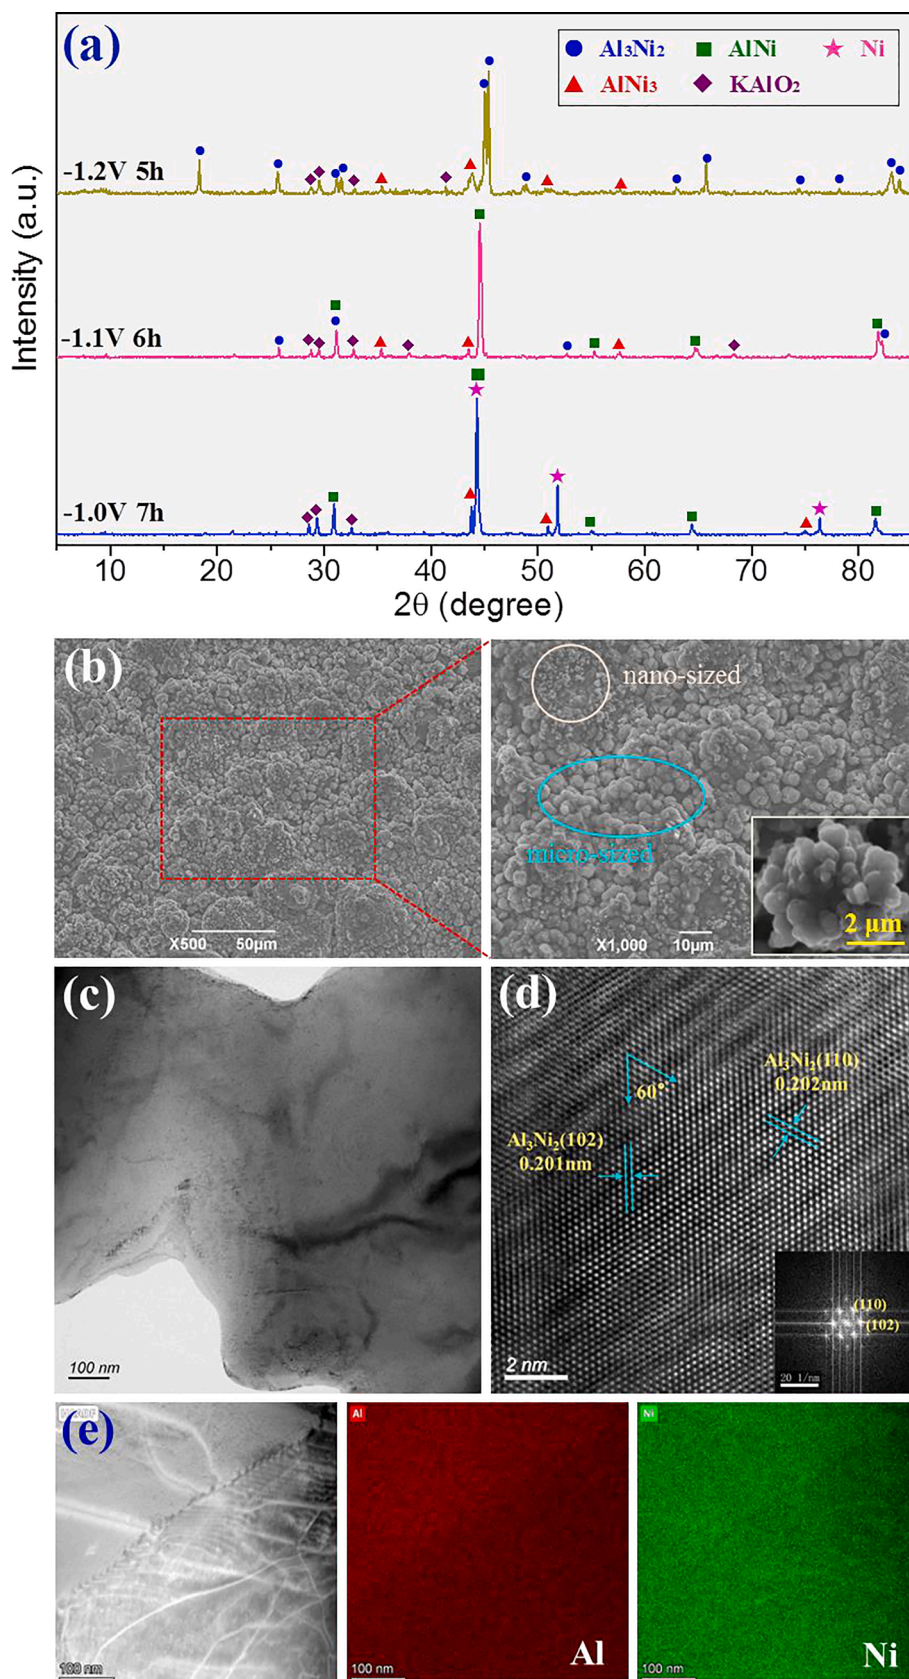 (a)
Al₃Ni₂ AlNi Ni
AlNi₃ KAlO₂
-1.2V 5h
-1.1V 6h
-1.0V 7h
Intensity (a.u.)
10 20 30 40 50 60 70 80
2θ (degree)
(b)
X500 50μm
nano-sized
micro-sized
X1,000 10μm
2 μm
(c)
100 nm
(d)
60°
Al₃Ni₂(110)
0.202nm
Al₃Ni₂(102)
0.201nm
(110)
(102)
20 1/nm
2 nm
(e)
100 nm
Al
Al
100 nm
Ni
Ni
100 nm